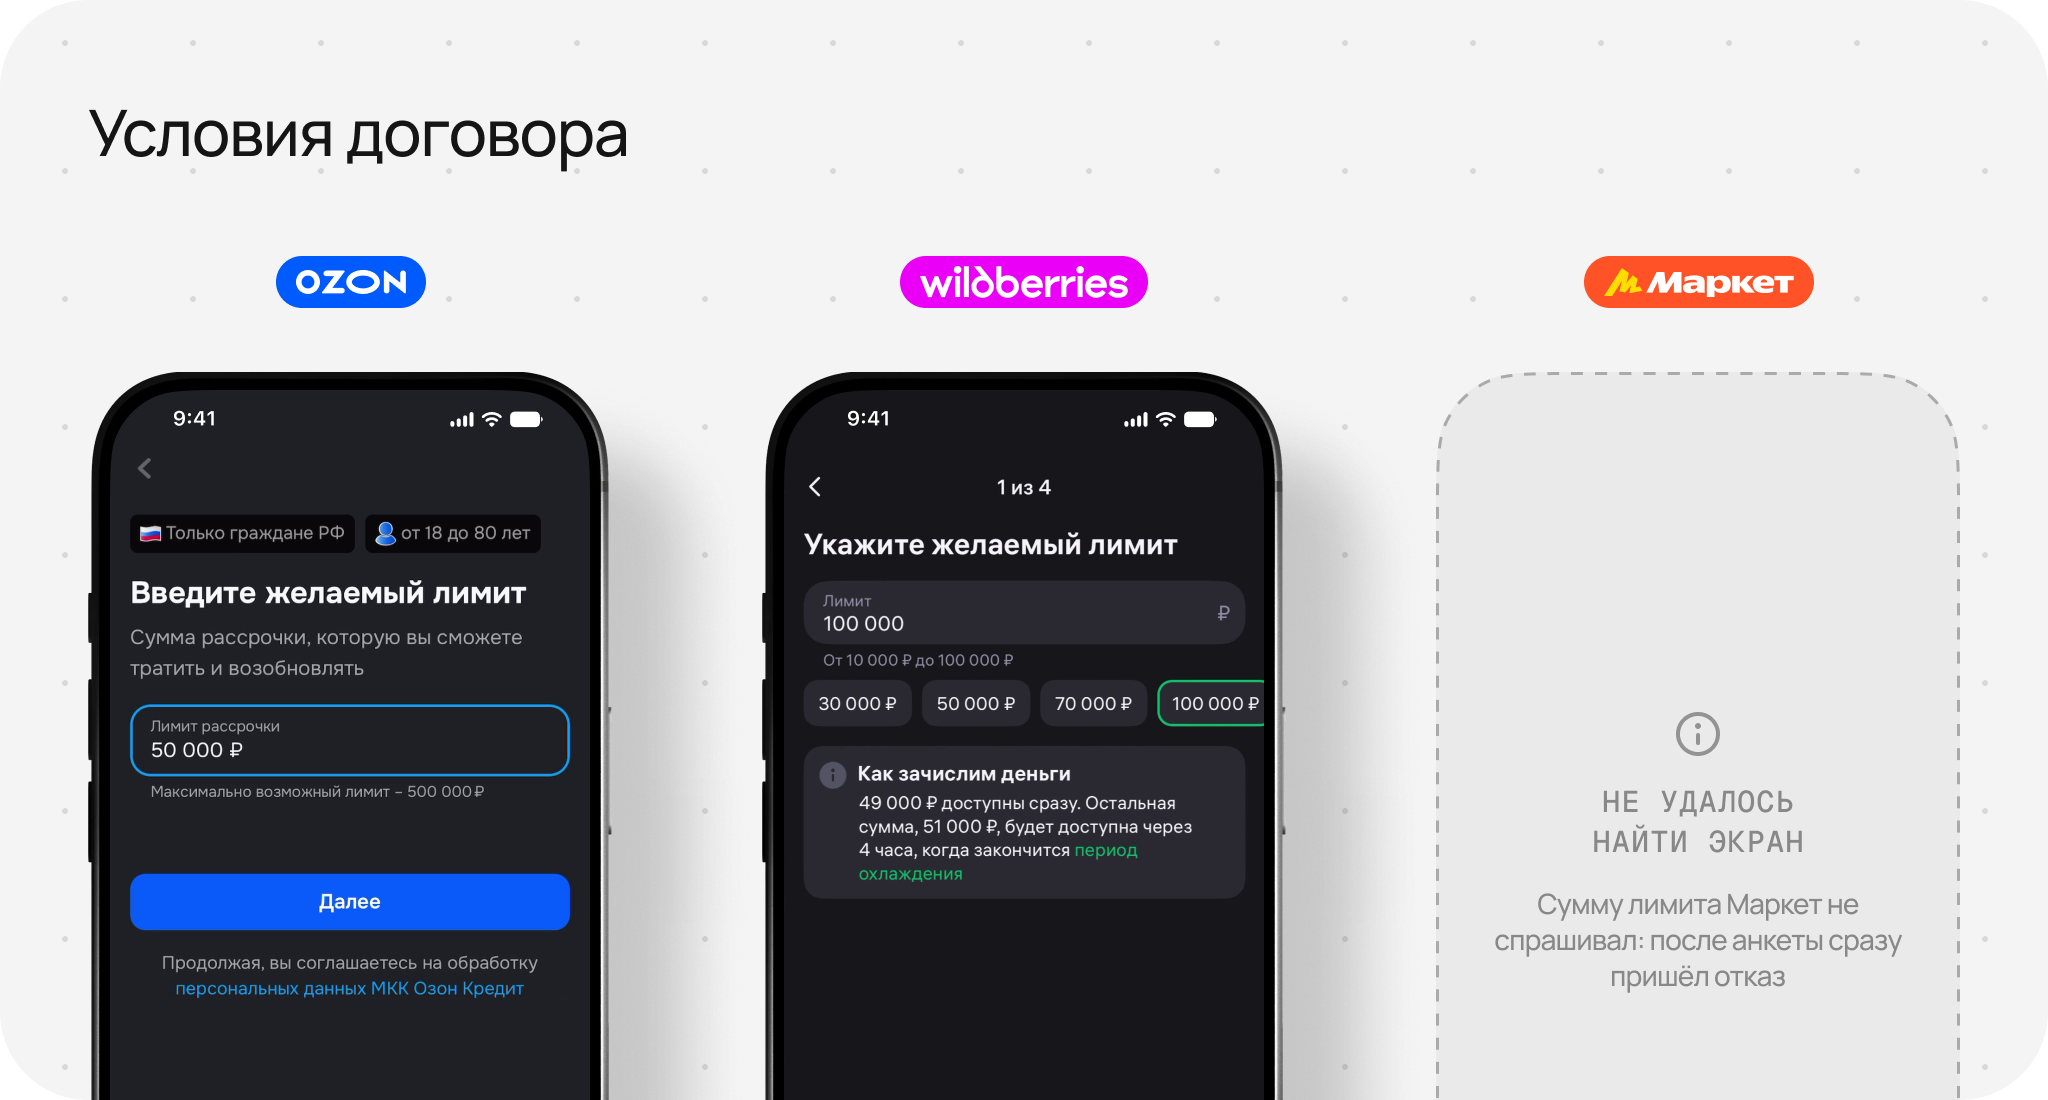 Условия договора
OZON
wildberries
Маркет
9:41
Только граждане РФ
от 18 до 80 лет
Введите желаемый лимит
Сумма рассрочки, которую вы сможете
тратить и возобновлять
Лимит рассрочки
50 000 ₽
Максимально возможный лимит – 500 000 ₽
Далее
Продолжая, вы соглашаетесь на обработку
персональных данных МКК Озон Кредит
9:41
1 из 4
Укажите желаемый лимит
Лимит
100 000
₽
От 10 000 ₽ до 100 000 ₽
30 000 ₽
50 000 ₽
70 000 ₽
100 000 ₽
Как зачислим деньги
49 000 ₽ доступны сразу. Остальная
сумма, 51 000 ₽, будет доступна через
4 часа, когда закончится период
охлаждения
НЕ УДАЛОСЬ
НАЙТИ ЭКРАН
Сумму лимита Маркет не
спрашивал: после анкеты сразу
пришёл отказ